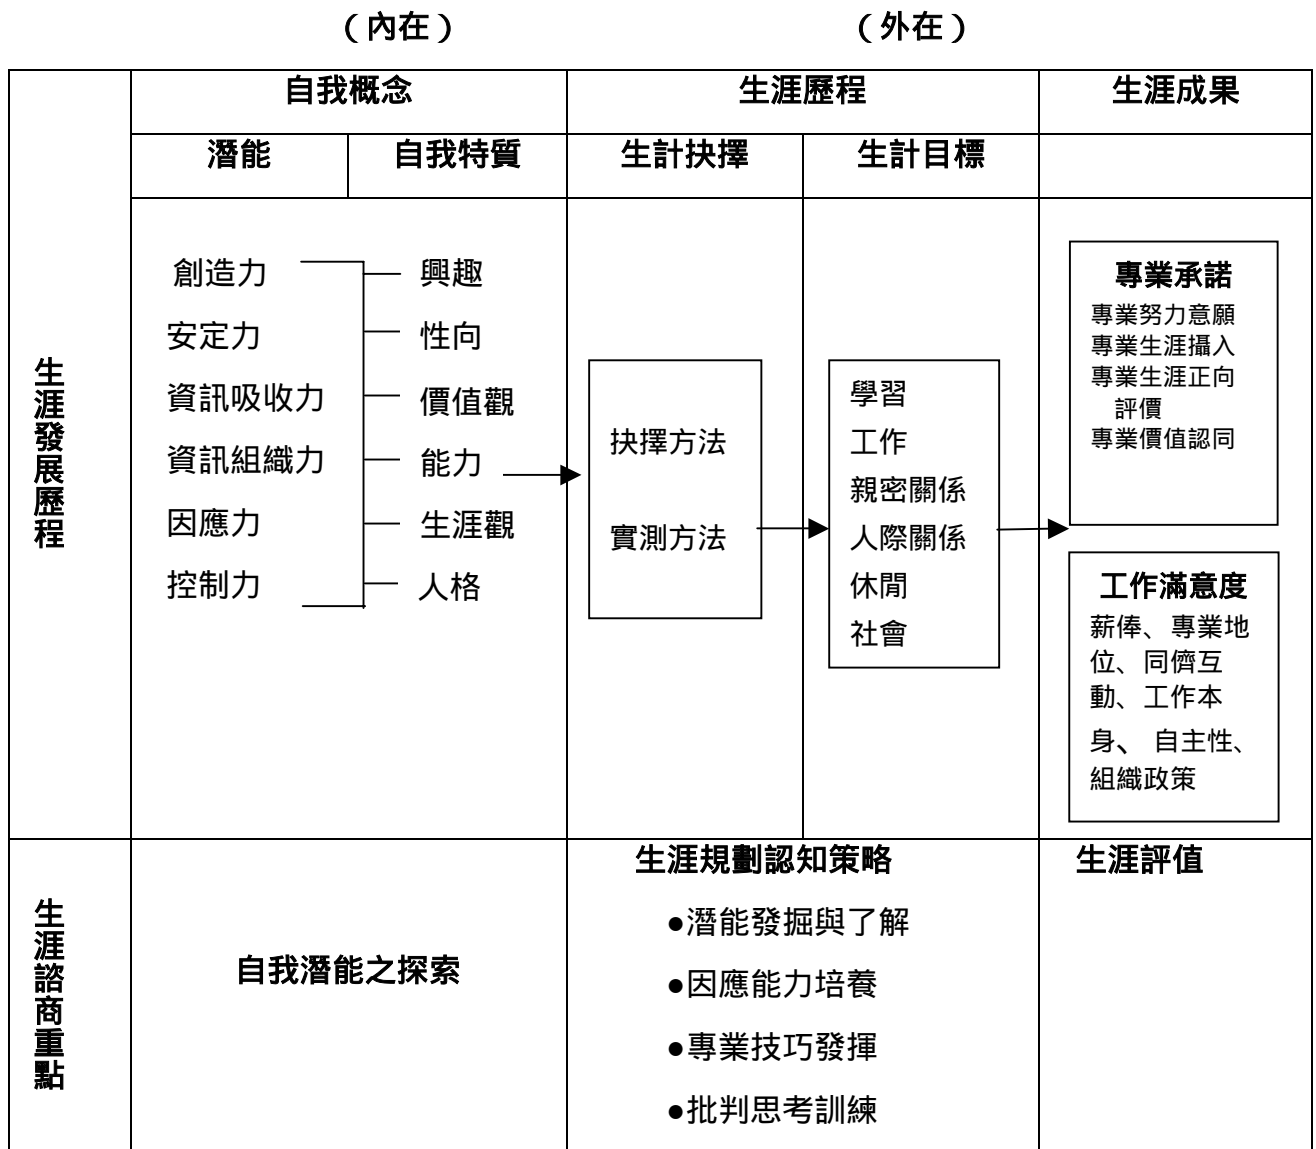 （內在） （外在）
自我概念 生涯歷程 生涯成果
潛能 自我特質 生計抉擇 生計目標
生涯發展歷程
創造力
安定力
資訊吸收力
資訊組織力
因應力
控制力
興趣
性向
價值觀
能力
生涯觀
人格
抉擇方法
實測方法
學習
工作
親密關係
人際關係
休閒
社會
專業承諾
專業努力意願
專業生涯攝入
專業生涯正向
評價
專業價值認同
工作滿意度
薪俸、專業地
位、同儕互
動、工作本
身、 自主性、
組織政策
生涯諮商重點
自我潛能之探索
生涯規劃認知策略
●潛能發掘與了解
●因應能力培養
●專業技巧發揮
●批判思考訓練
生涯評值